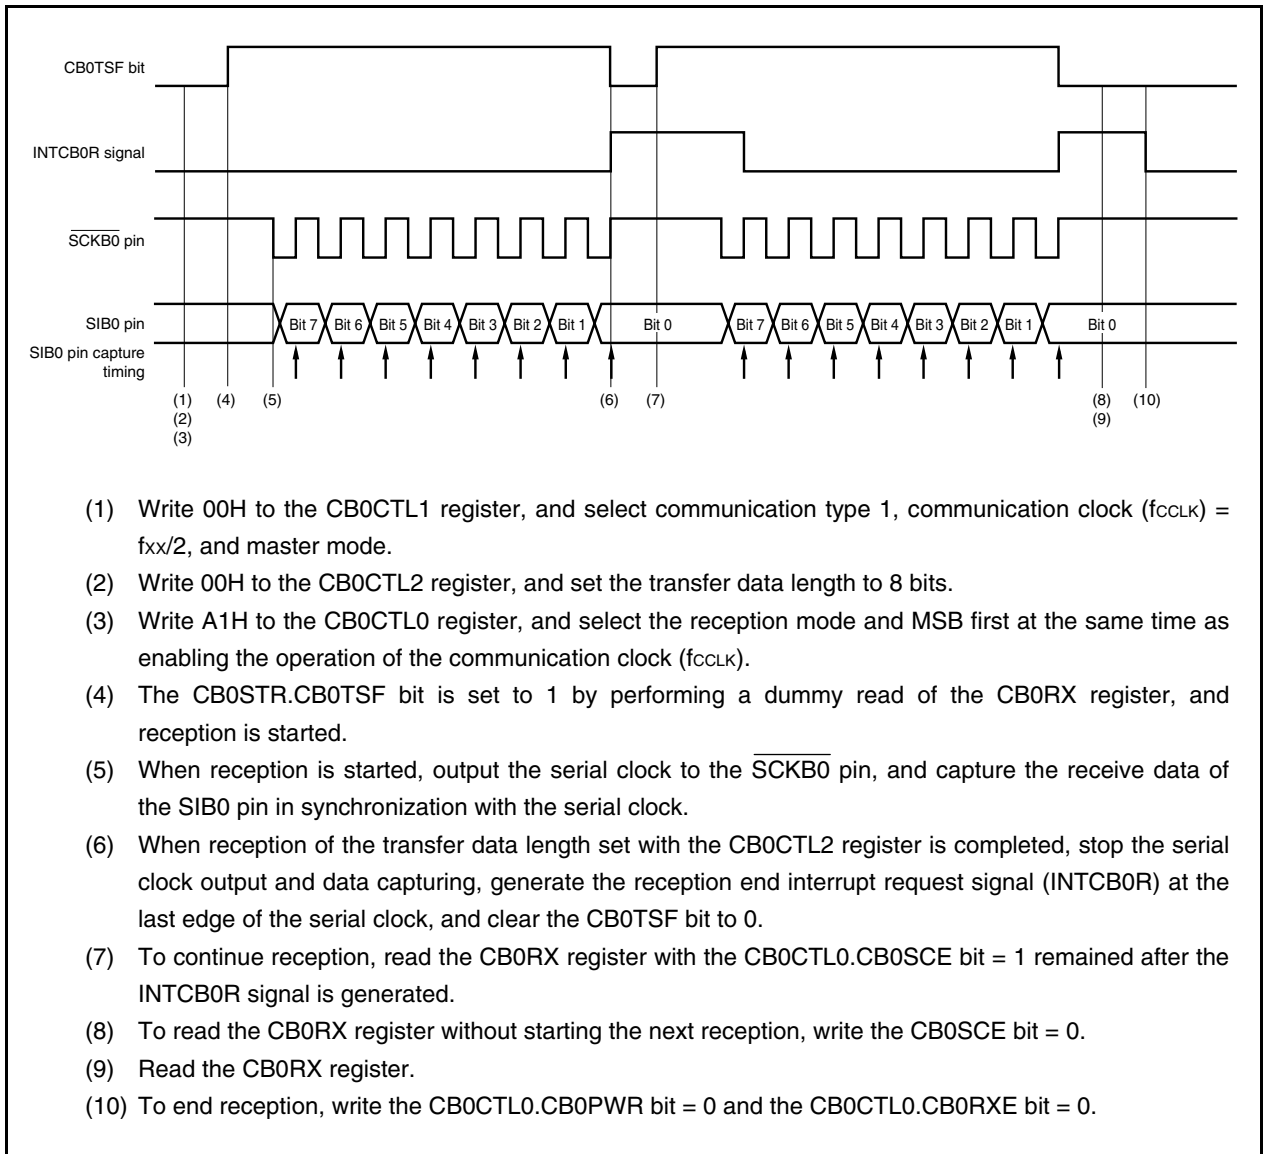 CB0TSF bit
INTCB0R signal
SCKB0 pin
SIB0 pin
Bit 7 Bit 6 Bit 5 Bit 4 Bit 3 Bit 2 Bit 1 Bit 0 Bit 7 Bit 6 Bit 5 Bit 4 Bit 3 Bit 2 Bit 1 Bit 0
SIB0 pin capture
timing
(1) (4) (5) (6) (7) (8) (10)
(2) (9)
(3)
(1) Write 00H to the CB0CTL1 register, and select communication type 1, communication clock (fCCLK) =
fxx/2, and master mode.
(2) Write 00H to the CB0CTL2 register, and set the transfer data length to 8 bits.
(3) Write A1H to the CB0CTL0 register, and select the reception mode and MSB first at the same time as
enabling the operation of the communication clock (fCCLK).
(4) The CB0STR.CB0TSF bit is set to 1 by performing a dummy read of the CB0RX register, and
reception is started.
(5) When reception is started, output the serial clock to the SCKB0 pin, and capture the receive data of
the SIB0 pin in synchronization with the serial clock.
(6) When reception of the transfer data length set with the CB0CTL2 register is completed, stop the serial
clock output and data capturing, generate the reception end interrupt request signal (INTCB0R) at the
last edge of the serial clock, and clear the CB0TSF bit to 0.
(7) To continue reception, read the CB0RX register with the CB0CTL0.CB0SCE bit = 1 remained after the
INTCB0R signal is generated.
(8) To read the CB0RX register without starting the next reception, write the CB0SCE bit = 0.
(9) Read the CB0RX register.
(10) To end reception, write the CB0CTL0.CB0PWR bit = 0 and the CB0CTL0.CB0RXE bit = 0.